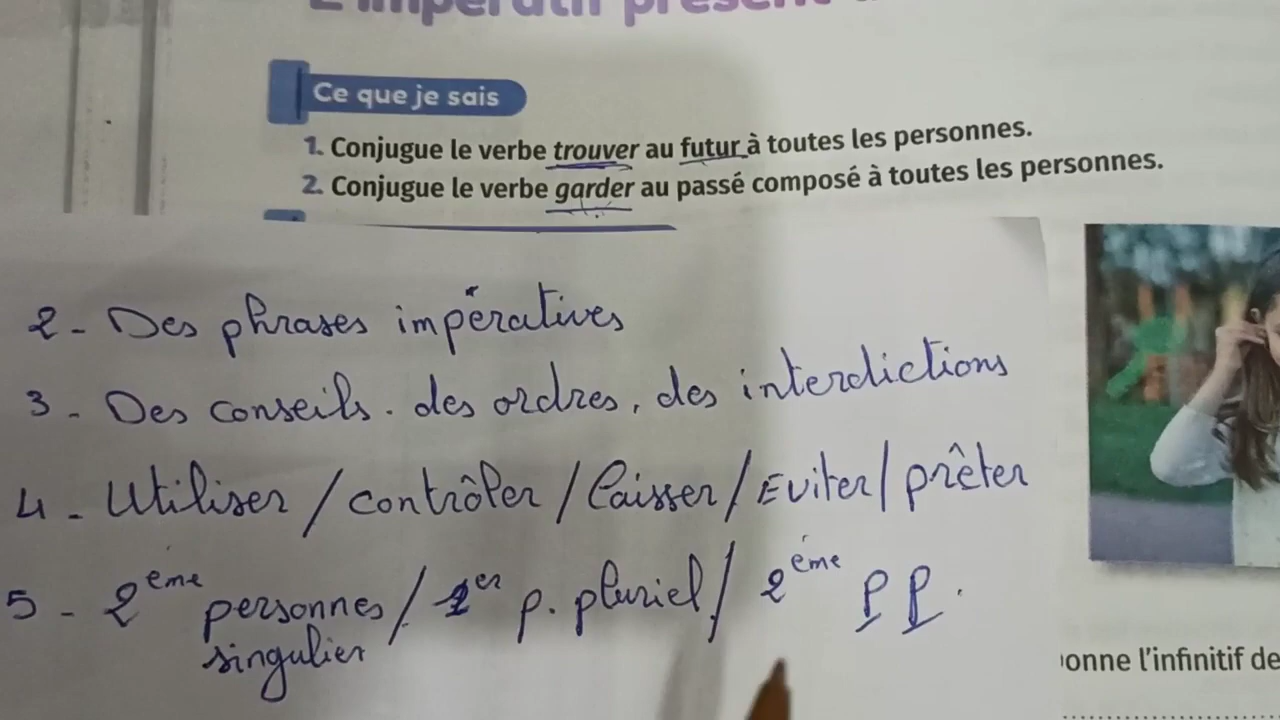 L'impératif présent
Ce que je sais
1. Conjugue le verbe trouver au futur à toutes les personnes.
2. Conjugue le verbe garder au passé composé à toutes les personnes.
2 - Des phrases impératives
3 - Des conseils. des ordres, des interdictions
4 - Utiliser / contrôler / laisser / Eviter / prêter
5 - 2ème personnes / 1er p. pluriel / 2ème P P.
singulier
onne l'infinitif de